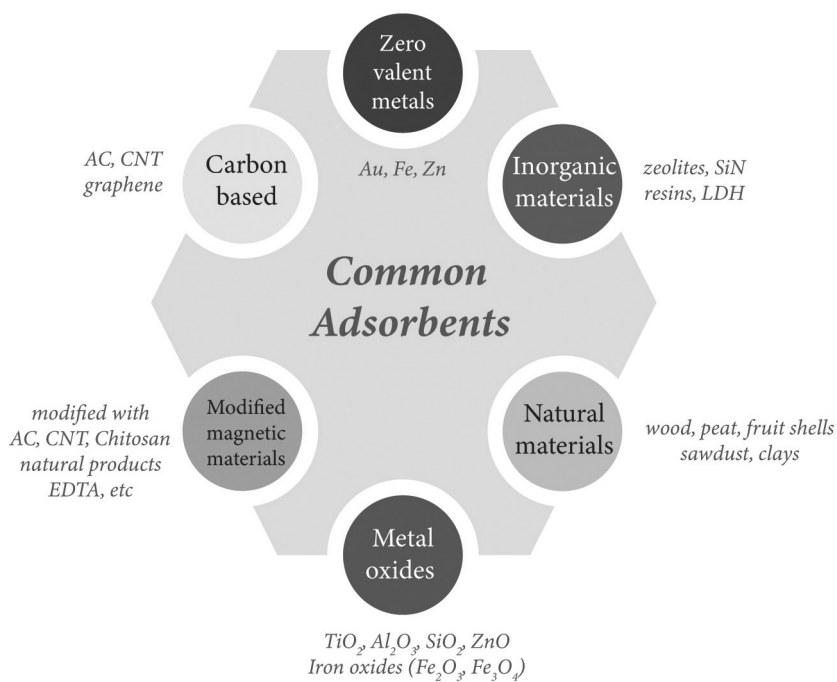 Zero
valent
metals
AC, CNT
graphene
Carbon
based
Au, Fe, Zn
Inorganic
materials
zeolites, SiN
resins, LDH
Common
Adsorbents
modified with
AC, CNT, Chitosan
natural products
EDTA, etc
Modified
magnetic
materials
Natural
materials
wood, peat, fruit shells
sawdust, clays
Metal
oxides
TiO₂, Al₂O₃, SiO₂, ZnO
Iron oxides (Fe₂O₃, Fe₃O₄)